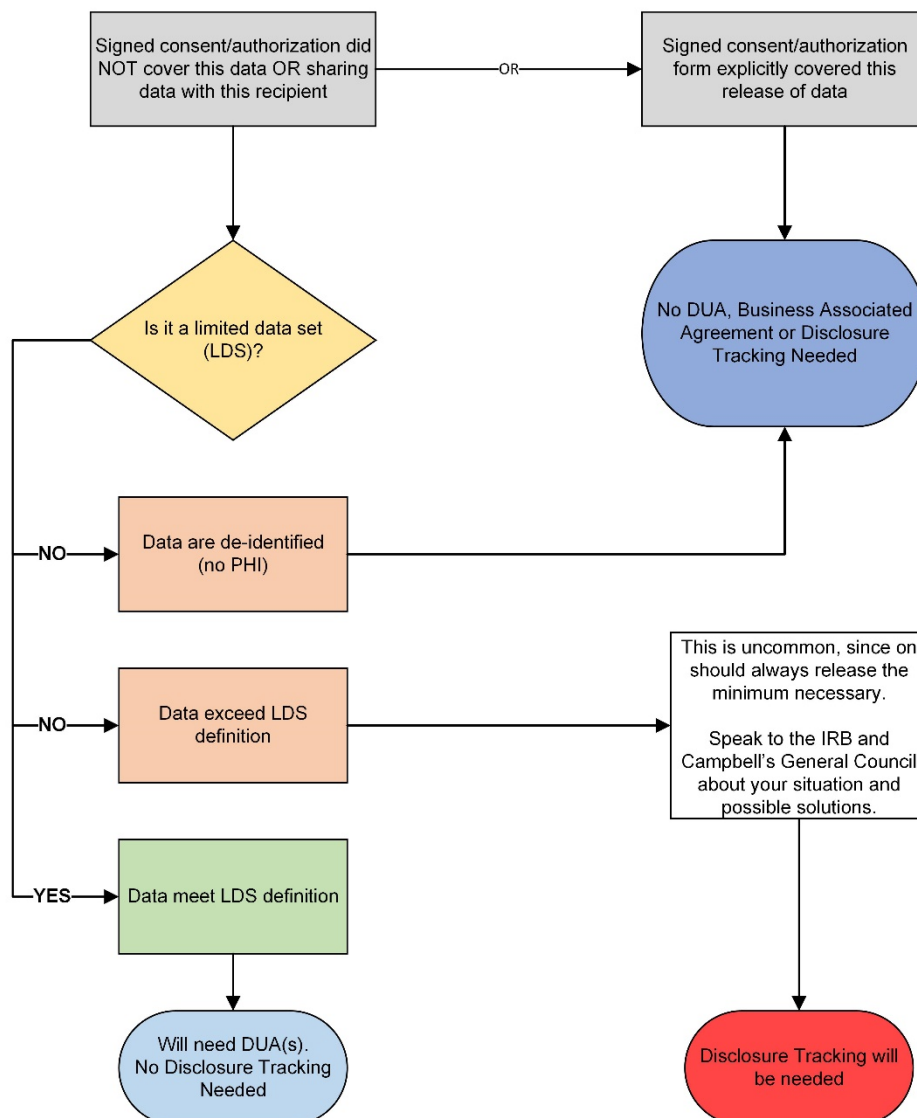 Signed consent/authorization did
NOT cover this data OR sharing
data with this recipient
OR
Signed consent/authorization
form explicitly covered this
release of data
Is it a limited data set
(LDS)?
No DUA, Business Associated
Agreement or Disclosure
Tracking Needed
NO
Data are de-identified
(no PHI)
NO
Data exceed LDS
definition
This is uncommon, since on
should always release the
minimum necessary.
Speak to the IRB and
Campbell's General Council
about your situation and
possible solutions.
YES
Data meet LDS definition
Will need DUA(s).
No Disclosure Tracking
Needed
Disclosure Tracking will
be needed